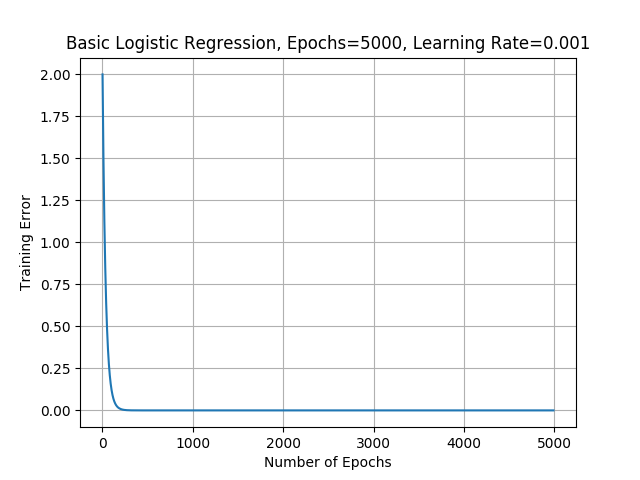 Basic Logistic Regression, Epochs=5000, Learning Rate=0.001
2.00
1.75
1.50
1.25
1.00
0.75
0.50
0.25
0.00
Training Error
0 1000 2000 3000 4000 5000
Number of Epochs